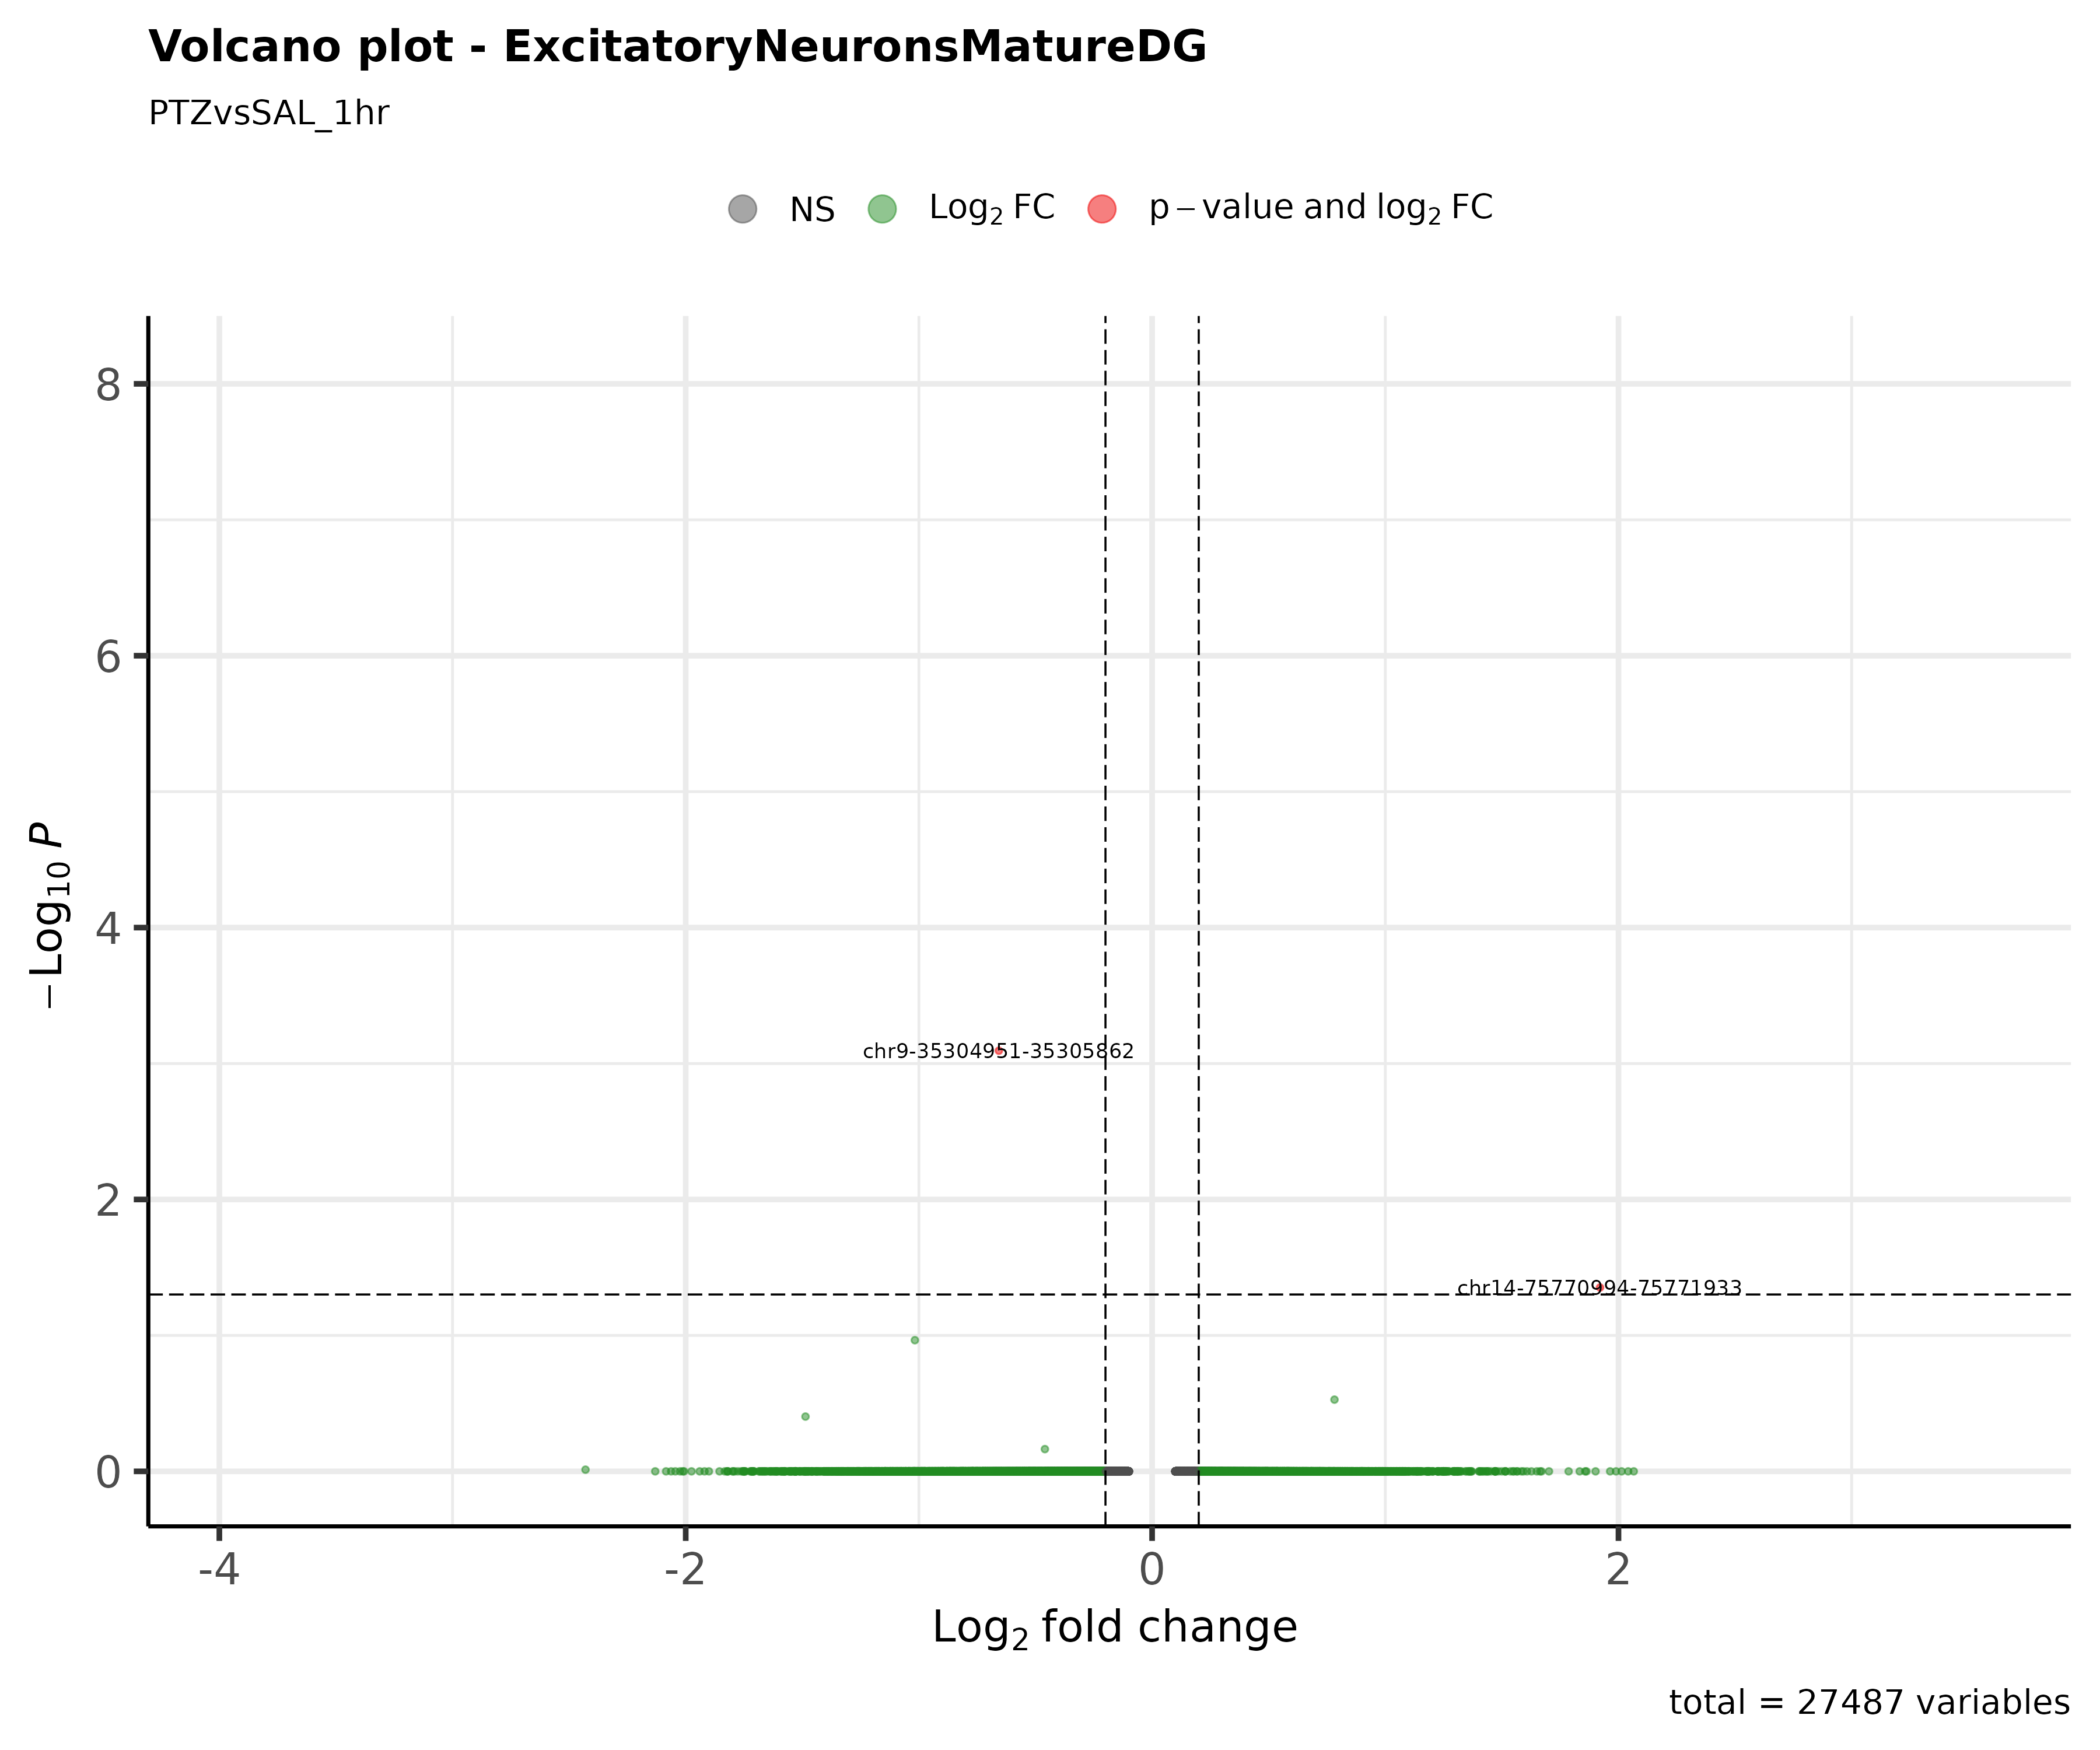 Volcano plot - ExcitatoryNeuronsMatureDG
PTZvsSAL_1hr
NS Log2 FC p − value and log2 FC
8
6
4
2
0
−Log10 P
chr9-35304951-35305862
chr14-75770994-75771933
-4 -2 0 2
Log2 fold change
total = 27487 variables